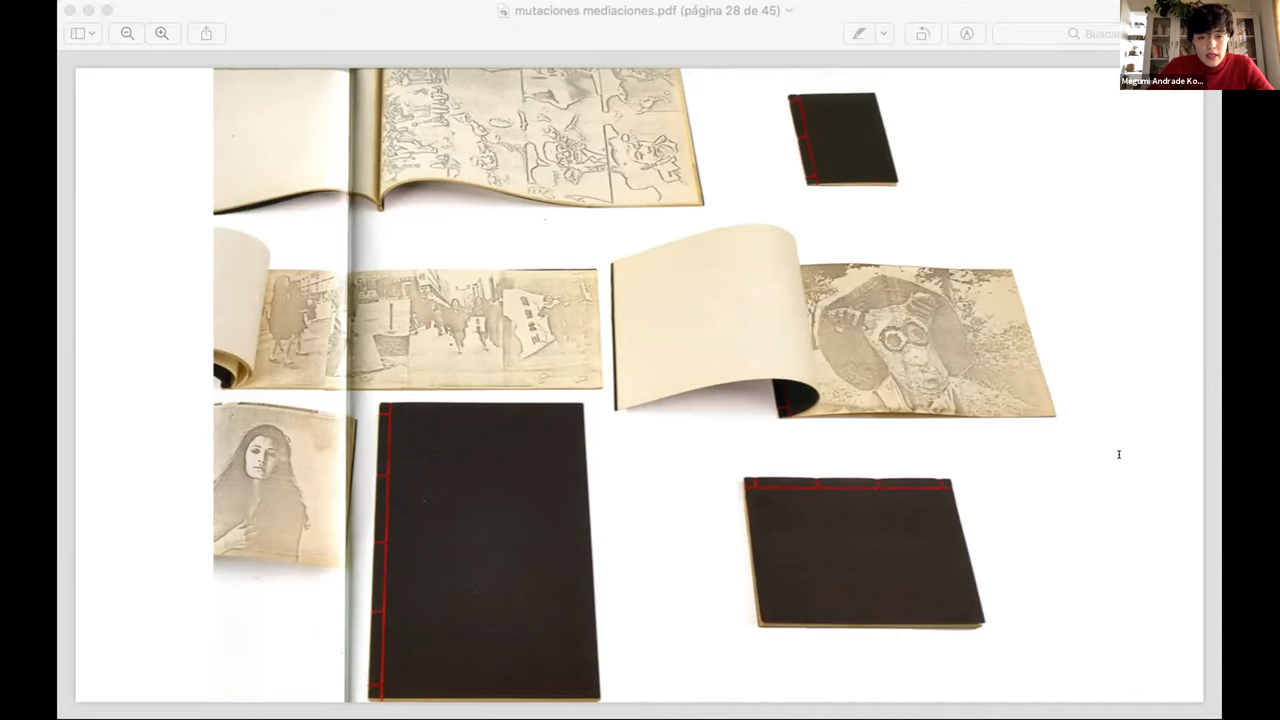 mutaciones mediaciones.pdf (página 28 de 45)
Buscar
Megumi Andrade Ko...